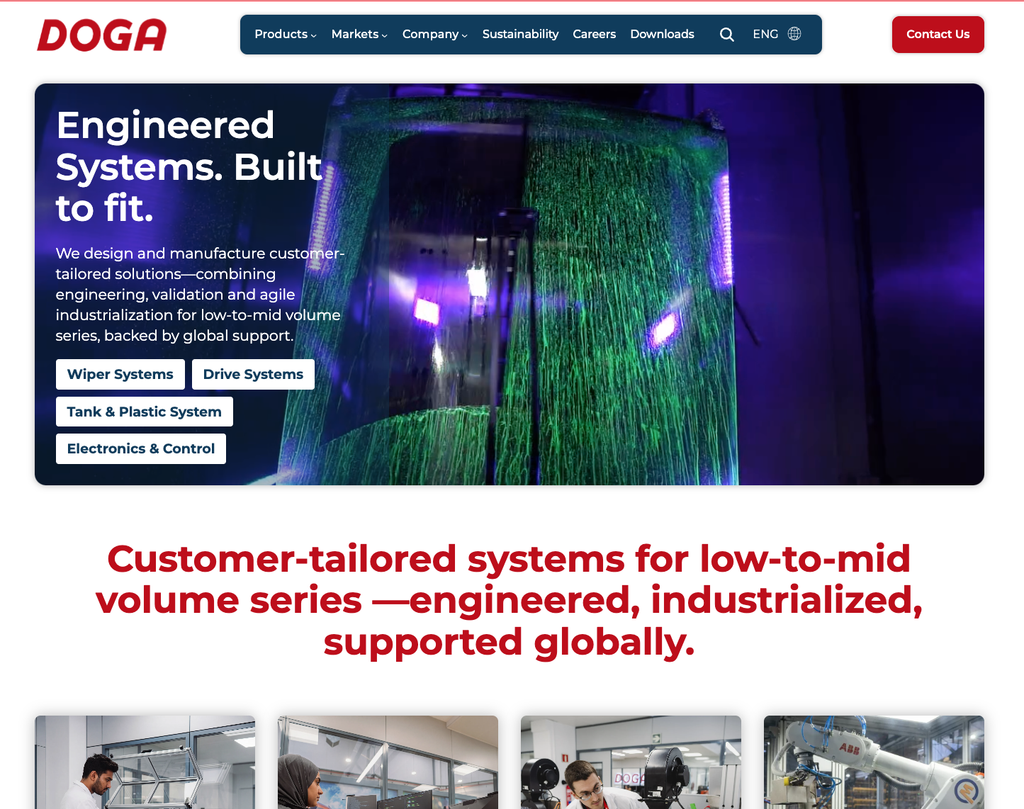 DOGA
Products Markets Company Sustainability Careers Downloads ENG
Contact Us
Engineered
Systems. Built
to fit.
We design and manufacture customer-
tailored solutions—combining
engineering, validation and agile
industrialization for low-to-mid volume
series, backed by global support.
Wiper Systems Drive Systems
Tank & Plastic System
Electronics & Control
Customer-tailored systems for low-to-mid
volume series —engineered, industrialized,
supported globally.
DOGA
ABB